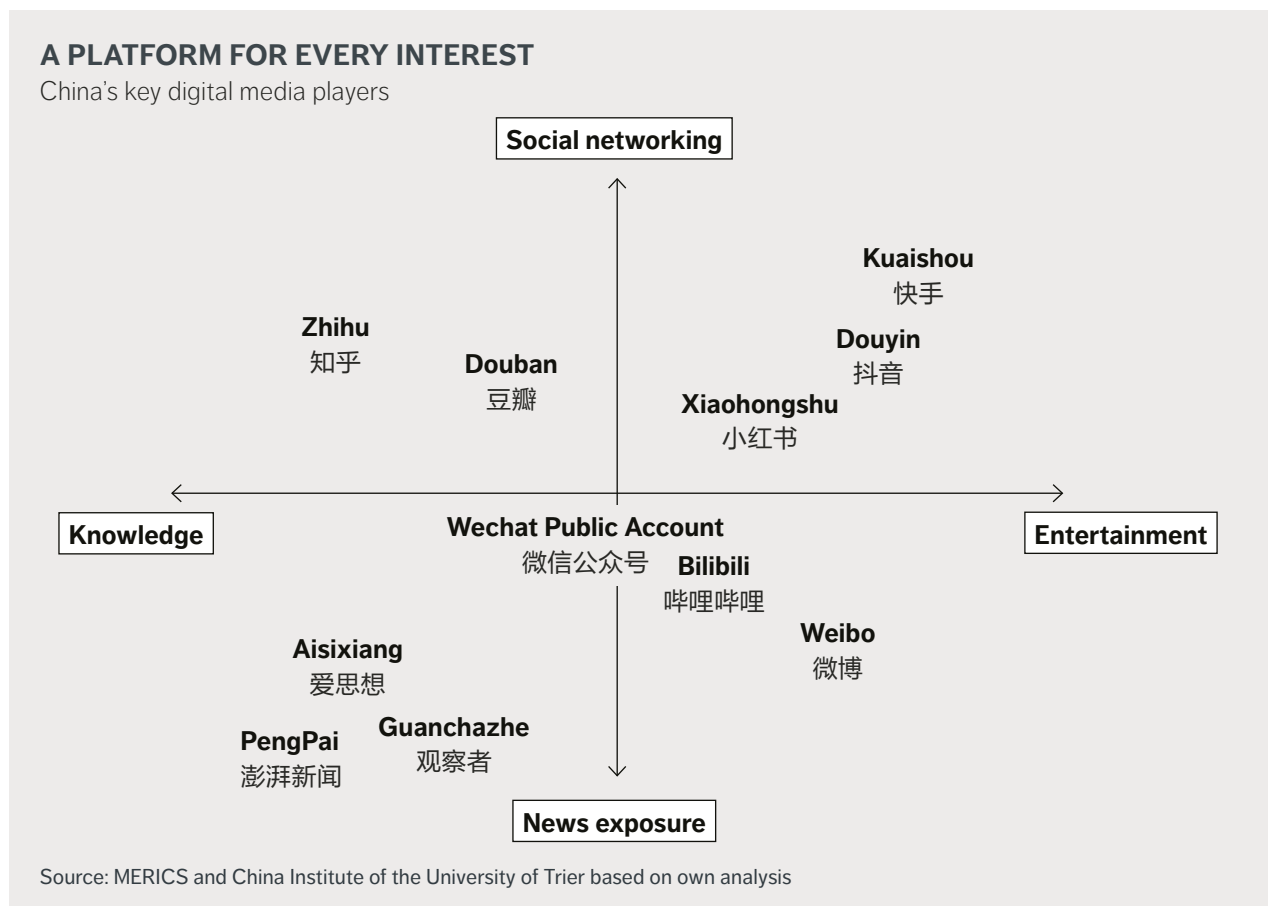 A PLATFORM FOR EVERY INTEREST
China's key digital media players
Social networking
Kuaishou
快手
Zhihu
知乎
Douyin
抖音
Douban
豆瓣
Xiaohongshu
小红书
Knowledge
Entertainment
Wechat Public Account
微信公众号
Bilibili
哔哩哔哩
Weibo
微博
Aisixiang
爱思想
Guanchazhe
观察者
PengPai
澎湃新闻
News exposure
Source: MERICS and China Institute of the University of Trier based on own analysis